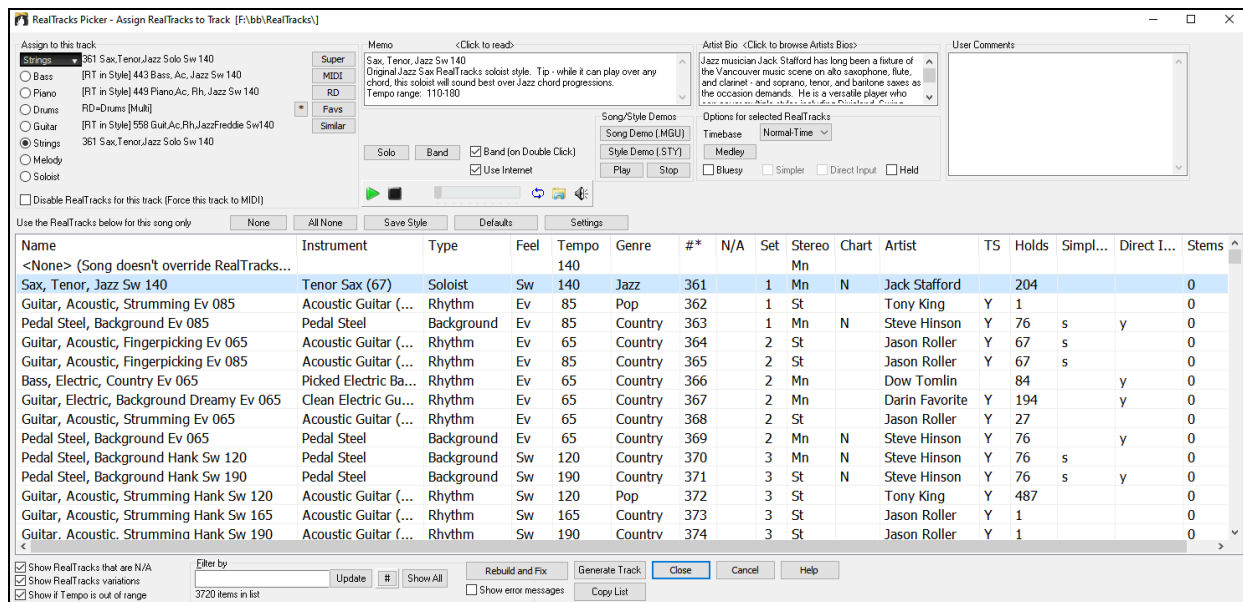 RealTracks Picker - Assign RealTracks to Track [F:\bb\RealTracks\]
Assign to this track
Strings 361 Sax,Tenor,Jazz Solo Sw 140 Super
Bass [RT in Style] 443 Bass, Ac, Jazz Sw 140 MIDI
Piano [RT in Style] 449 Piano,Ac, Rh, Jazz Sw 140 RD
Drums RD=Drums [Multi] * Favs
Guitar [RT in Style] 558 Guit,Ac,Rh,JazzFreddie Sw140 Similar
Strings 361 Sax,Tenor,Jazz Solo Sw 140
Melody
Soloist
Disable RealTracks for this track (Force this track to MIDI)
Memo <Click to read>
Sax, Tenor, Jazz Sw 140
Original Jazz Sax RealTracks soloist style. Tip - while it can play over any
chord, this soloist will sound best over Jazz chord progressions.
Tempo range: 110-180
Solo Band Band (on Double Click)
Use Internet
Artist Bio <Click to browse Artists Bios>
Jazz musician Jack Stafford has long been a fixture of
the Vancouver music scene on alto saxophone, flute,
and clarinet - and soprano, tenor, and baritone saxes as
the occasion demands. He is a versatile player who
Song/Style Demos
Song Demo (.MGU)
Style Demo (.STY)
Play Stop
Options for selected RealTracks
Timebase Normal-Time
Medley
Bluesy Simpler Direct Input Held
User Comments
Use the RealTracks below for this song only None All None Save Style Defaults Settings
Name Instrument Type Feel Tempo Genre #* N/A Set Stereo Chart Artist TS Holds Simpl... Direct I... Stems
<None> (Song doesn't override RealTracks... 140 Mn
Sax, Tenor, Jazz Sw 140 Tenor Sax (67) Soloist Sw 140 Jazz 361 1 Mn N Jack Stafford 204 0
Guitar, Acoustic, Strumming Ev 085 Acoustic Guitar (... Rhythm Ev 85 Pop 362 1 St Tony King Y 1 0
Pedal Steel, Background Ev 085 Pedal Steel Background Ev 85 Country 363 1 Mn N Steve Hinson Y 76 s y 0
Guitar, Acoustic, Fingerpicking Ev 065 Acoustic Guitar (... Rhythm Ev 65 Country 364 2 St Jason Roller Y 67 s 0
Guitar, Acoustic, Fingerpicking Ev 085 Acoustic Guitar (... Rhythm Ev 85 Country 365 2 St Jason Roller Y 67 s 0
Bass, Electric, Country Ev 065 Picked Electric Ba... Rhythm Ev 65 Country 366 2 Mn Dow Tomlin 84 y 0
Guitar, Electric, Background Dreamy Ev 065 Clean Electric Gu... Rhythm Ev 65 Country 367 2 Mn Darin Favorite Y 194 y 0
Guitar, Acoustic, Strumming Ev 065 Acoustic Guitar (... Rhythm Ev 65 Country 368 2 St Jason Roller Y 27 0
Pedal Steel, Background Ev 065 Pedal Steel Background Ev 65 Country 369 2 Mn N Steve Hinson Y 76 y 0
Pedal Steel, Background Hank Sw 120 Pedal Steel Background Sw 120 Country 370 3 Mn N Steve Hinson Y 76 s 0
Pedal Steel, Background Hank Sw 190 Pedal Steel Background Sw 190 Country 371 3 St N Steve Hinson Y 76 s y 0
Guitar, Acoustic, Strumming Hank Sw 120 Acoustic Guitar (... Rhythm Sw 120 Pop 372 3 St Tony King Y 487 0
Guitar, Acoustic, Strumming Hank Sw 165 Acoustic Guitar (... Rhythm Sw 165 Country 373 3 St Jason Roller Y 1 0
Guitar, Acoustic, Strumming Hank Sw 190 Acoustic Guitar (... Rhythm Sw 190 Country 374 3 St Jason Roller Y 1 0
Show RealTracks that are N/A
Show RealTracks variations
Show if Tempo is out of range
Filter by
Update # Show All
3720 items in list
Rebuild and Fix Generate Track Close Cancel Help
Show error messages Copy List